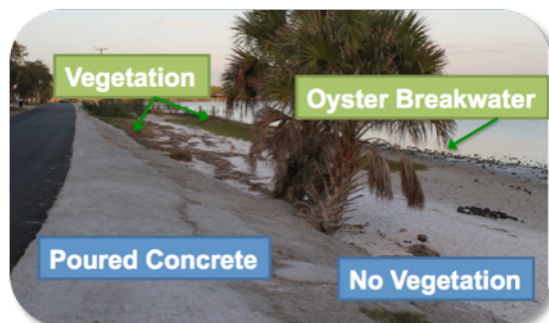 Vegetation
Oyster Breakwater
Poured Concrete
No Vegetation